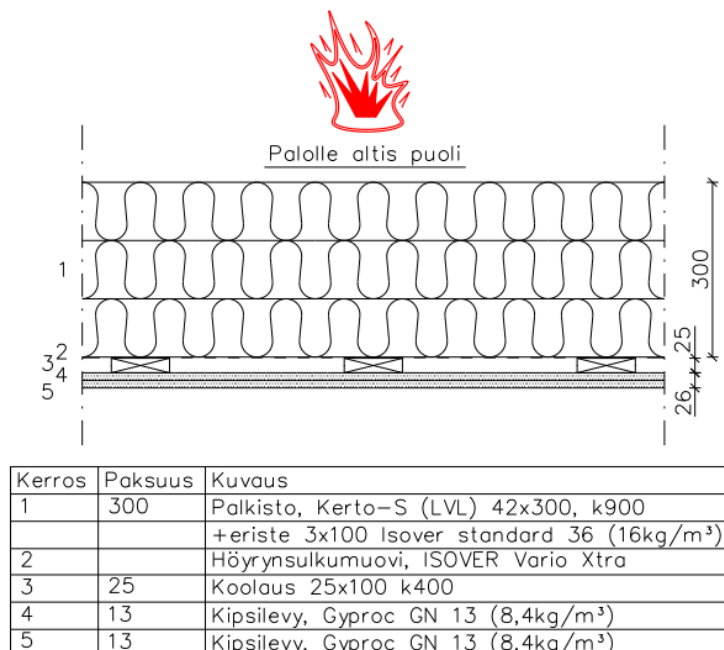 Palolle altis puoli
1
2
3
4
5
300
25
26
Kerros Paksuus Kuvaus
1 300 Palkisto, Kerto-S (LVL) 42x300, k900
+eriste 3x100 Isover standard 36 (16kg/m³)
2 Höyrynsulkumuovi, ISOVER Vario Xtra
3 25 Koolaus 25x100 k400
4 13 Kipsilevy, Gyproc GN 13 (8,4kg/m³)
5 13 Kipsilevy, Gyproc GN 13 (8,4kg/m³)